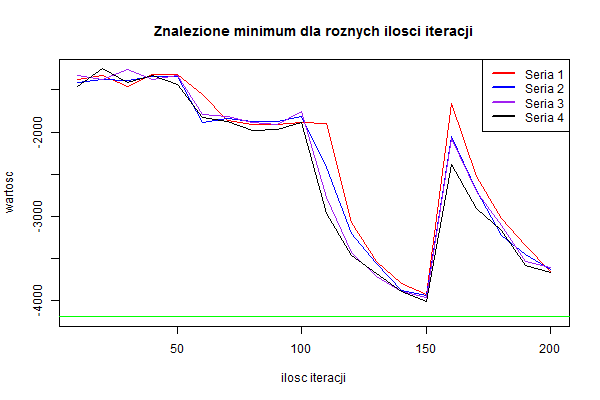 Znalezione minimum dla roznych ilosci iteracji
Seria 1
Seria 2
Seria 3
Seria 4
wartosc
-2000
-3000
-4000
50
100
150
200
ilosc iteracji